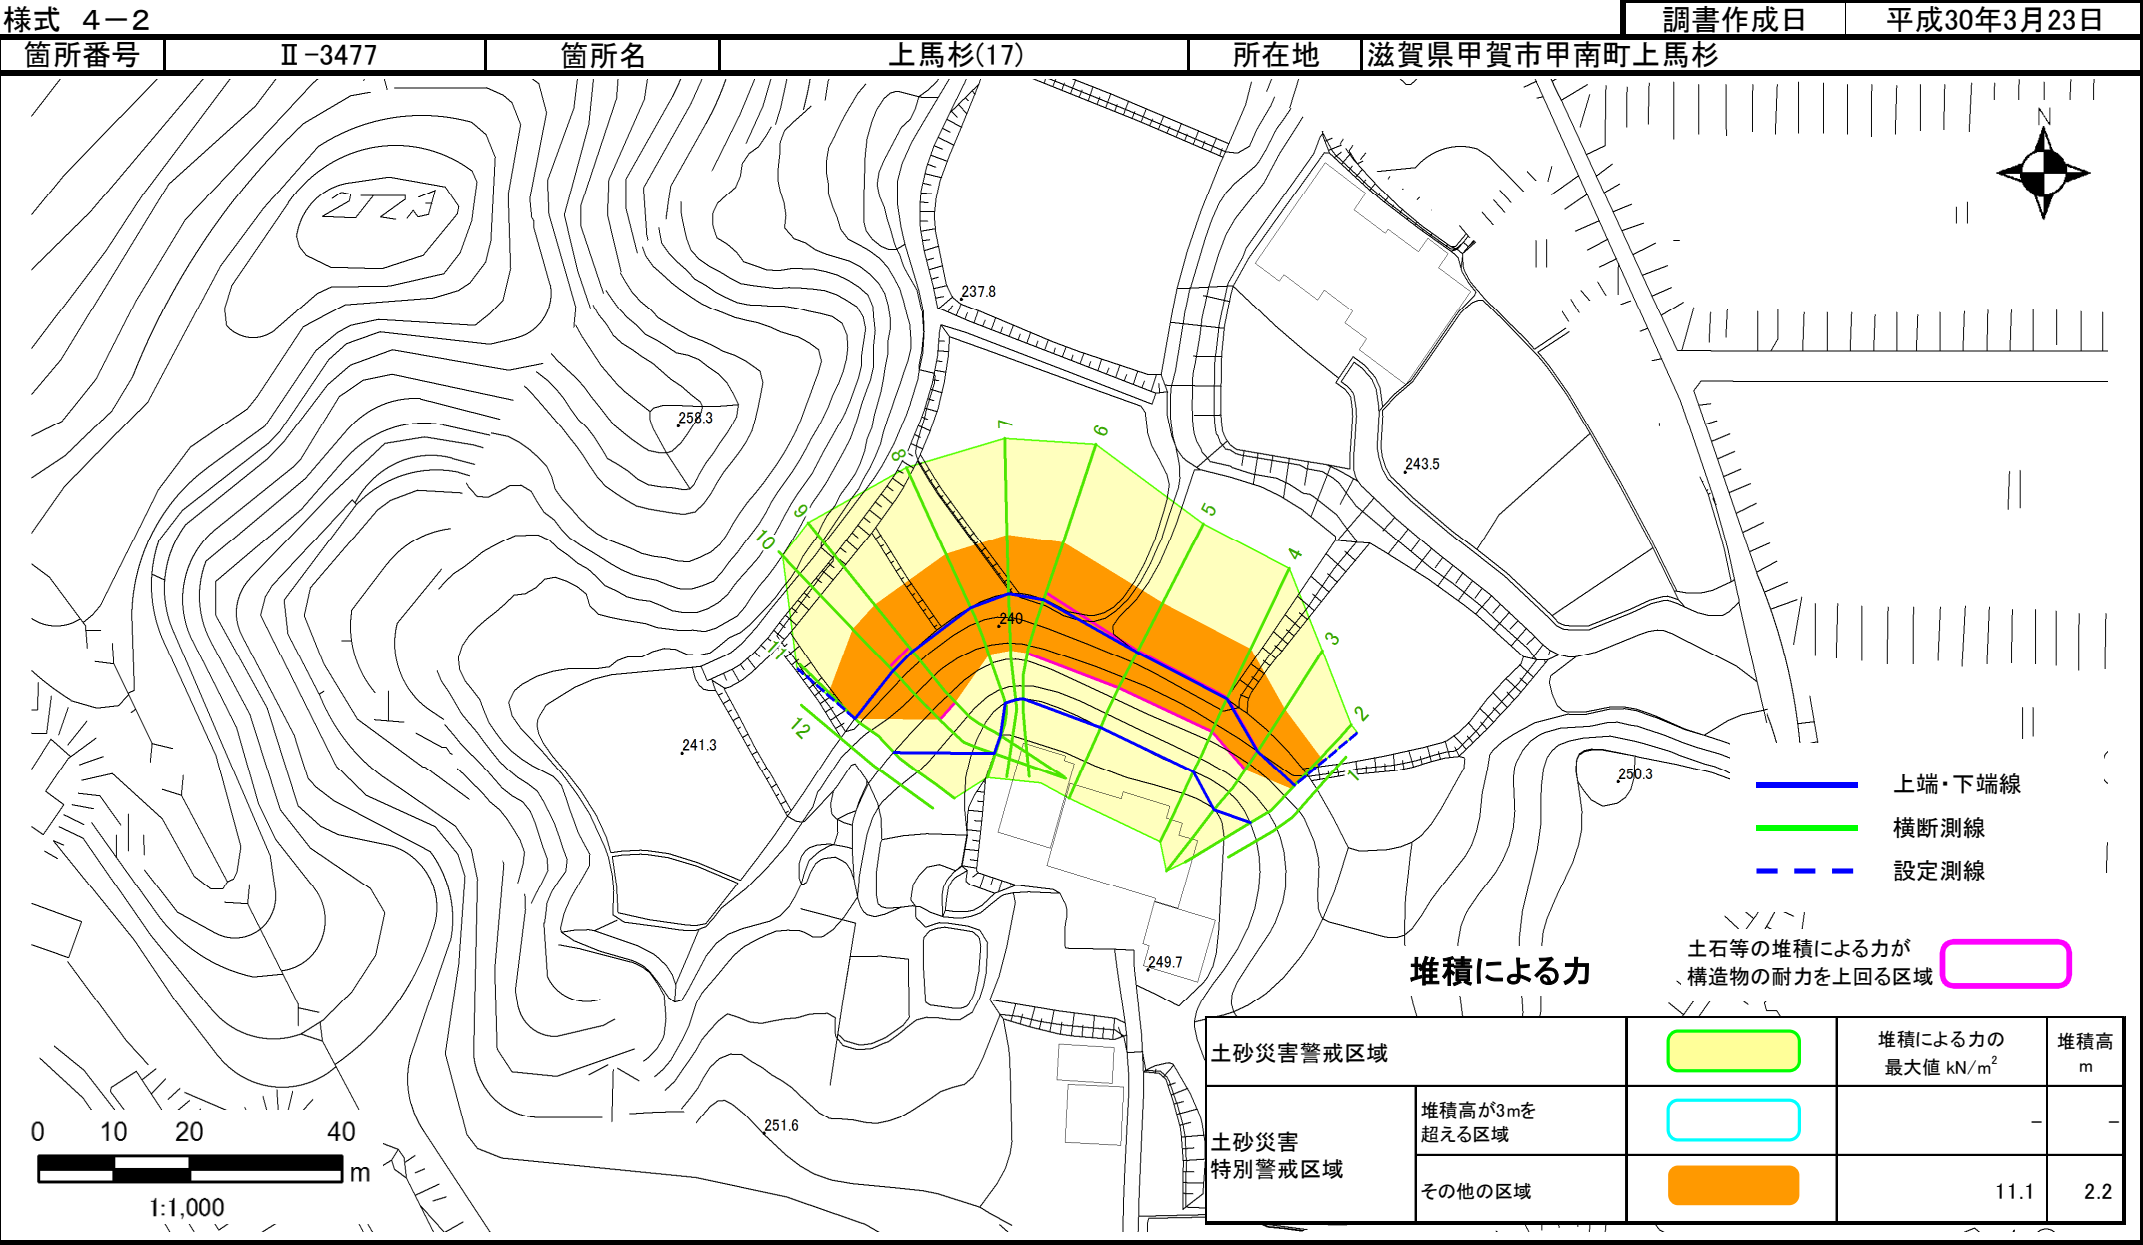 様式 4－2
調書作成日 平成30年3月23日
箇所番号 Ⅱ-3477 箇所名 上馬杉(17) 所在地 滋賀県甲賀市甲南町上馬杉
N
272.1
237.8
258.3
243.5
7
6
8
5
9
10
4
240
3
11
2
12
1
241.3
250.3
上端・下端線
横断測線
設定測線
249.7
堆積による力
土石等の堆積による力が
構造物の耐力を上回る区域
土砂災害警戒区域
堆積による力の
最大値 kN/m²
堆積高
m
土砂災害
特別警戒区域
堆積高が3mを
超える区域
－ －
その他の区域
11.1 2.2
251.6
0 10 20 40
m
1:1,000